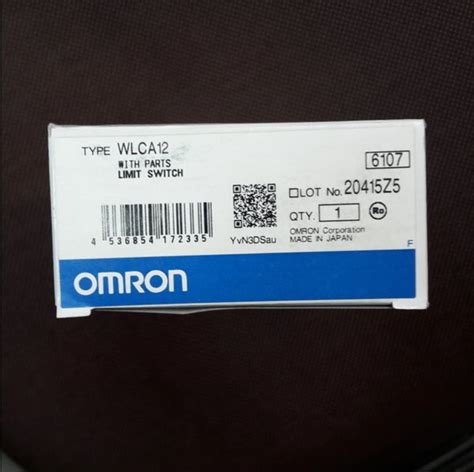 TYPE WLCA12
WITH PARTS
LIMIT SWITCH
6107
LOT No. 20415Z5
QTY. 1 Ro
4 536854 172335
YvN3DSau
OMRON Corporation
MADE IN JAPAN
F
OMRON